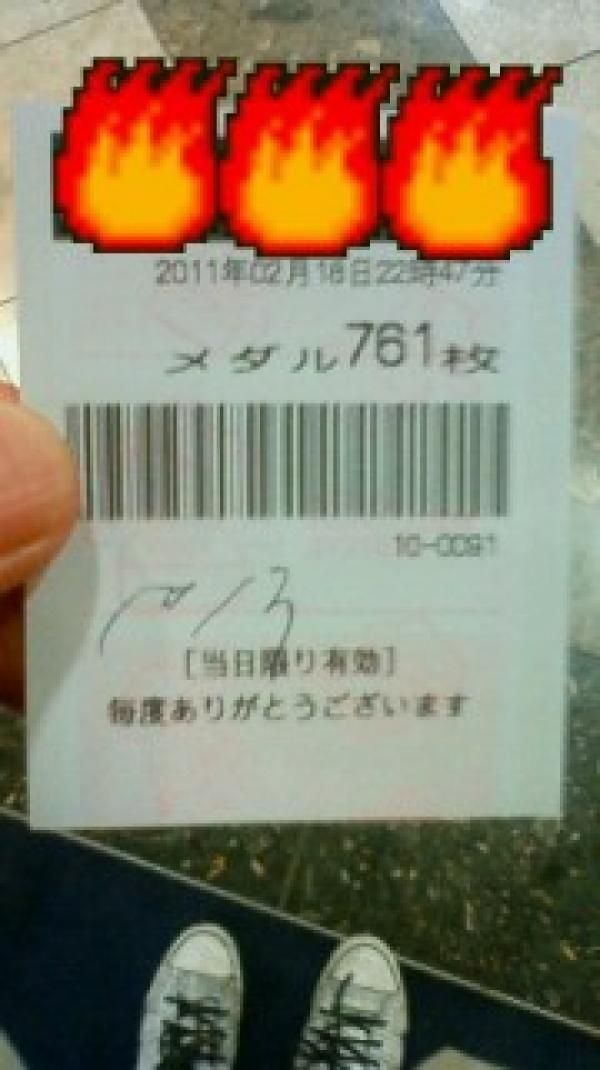 2011年02月18日22時47分
メダル761枚
10-0091
[当日限り有効]
毎度ありがとうございます